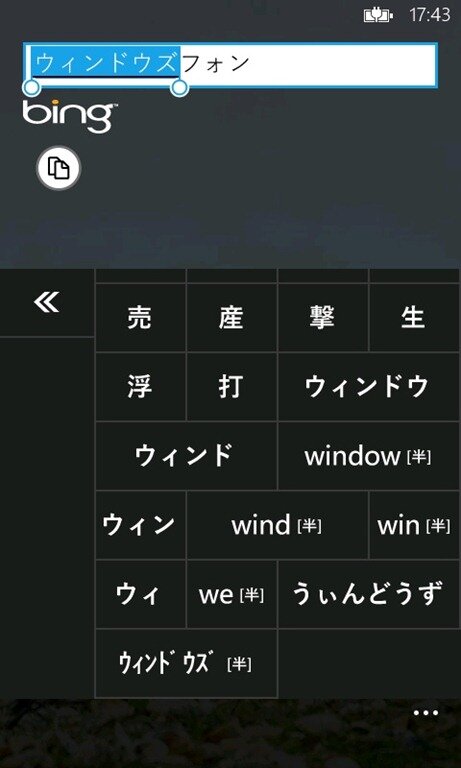 17:43
ウィンドウズフォン
bing™
売 産 撃 生
浮 打 ウィンドウ
ウィンド window [半]
ウィン wind [半] win [半]
ウィ we [半] うぃんどうず
ｳｨﾝﾄﾞｳｽﾞ [半]